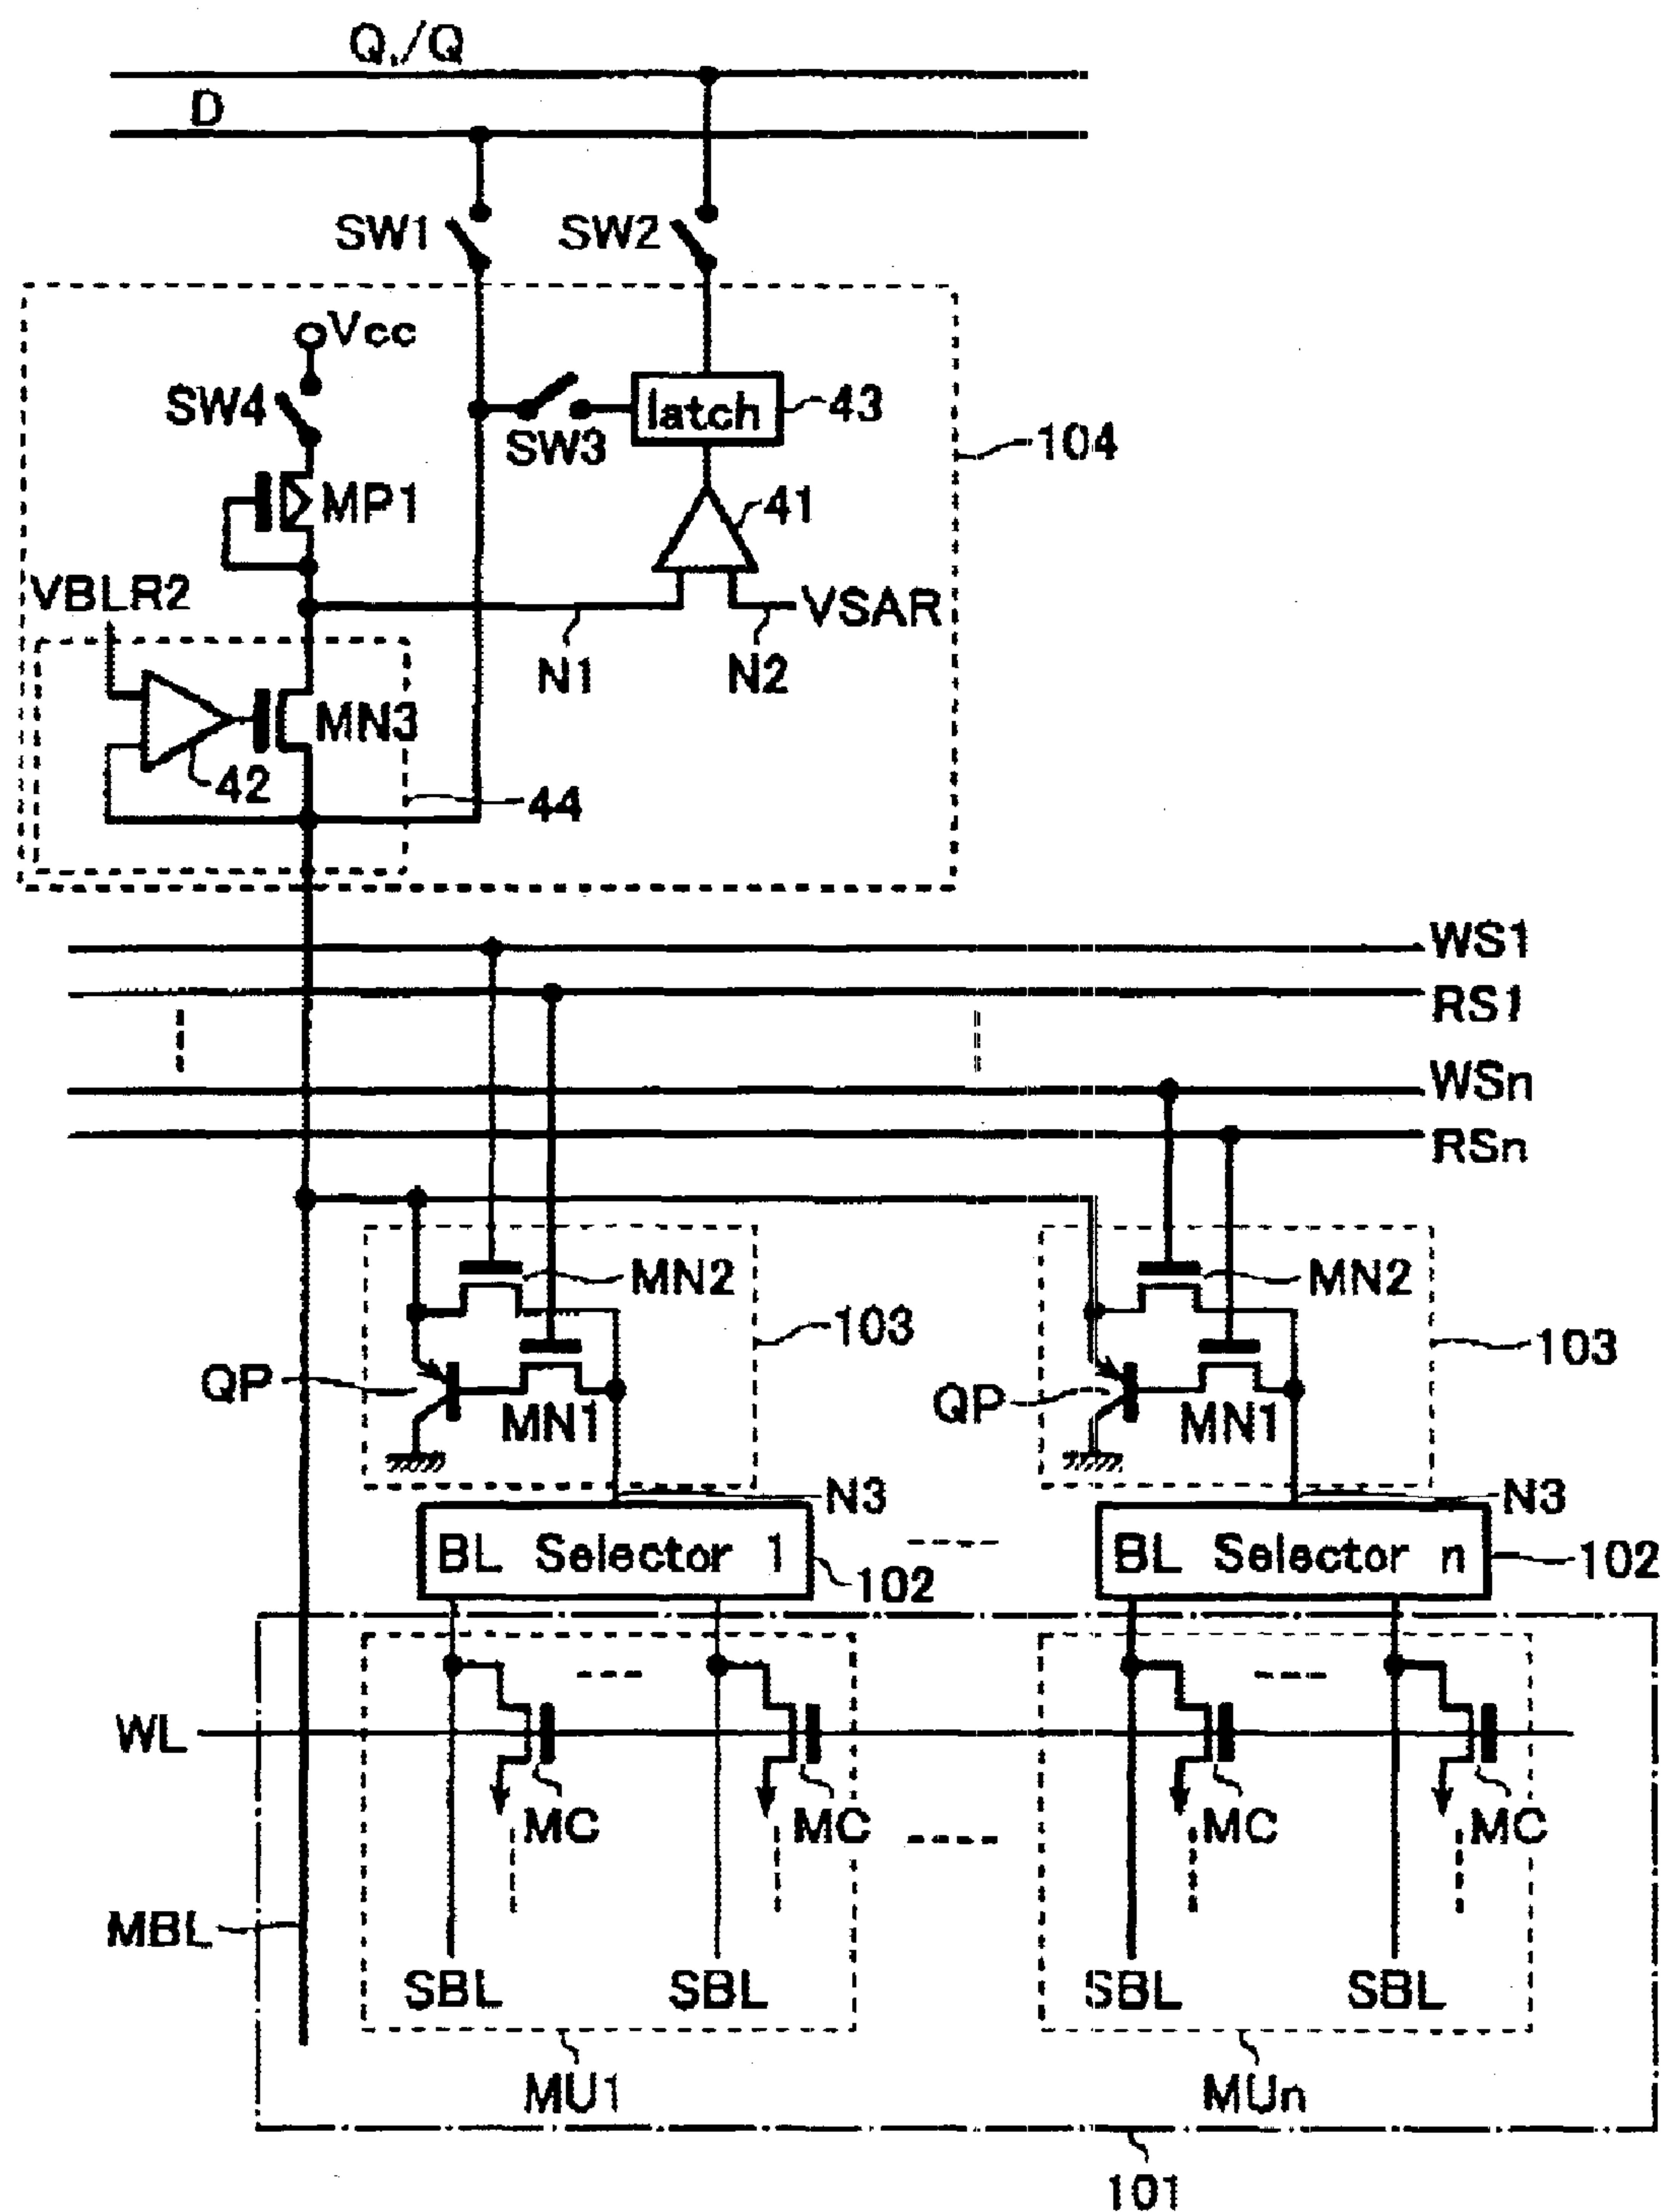 Q,/Q
D
SW1
SW2
Vcc
SW4
latch
43
SW3
104
MP1
41
VBLR2
VSAR
N1
N2
MN3
42
44
WS1
RS1
WSn
RSn
MN2
MN2
103
103
QP
QP
MN1
MN1
N3
N3
BL Selector 1
BL Selector n
102
102
WL
MC
MC
MC
MC
MBL
SBL
SBL
SBL
SBL
MU1
MUn
101